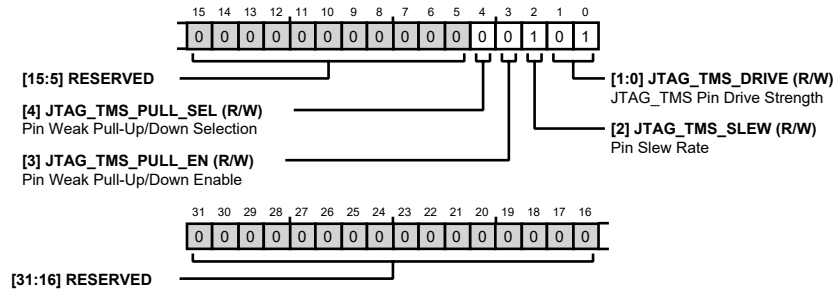 15 14 13 12 11 10 9 8 7 6 5 4 3 2 1 0
0 0 0 0 0 0 0 0 0 0 0 0 0 1 0 1
[15:5] RESERVED
[1:0] JTAG_TMS_DRIVE (R/W)
JTAG_TMS Pin Drive Strength
[4] JTAG_TMS_PULL_SEL (R/W)
Pin Weak Pull-Up/Down Selection
[2] JTAG_TMS_SLEW (R/W)
Pin Slew Rate
[3] JTAG_TMS_PULL_EN (R/W)
Pin Weak Pull-Up/Down Enable
31 30 29 28 27 26 25 24 23 22 21 20 19 18 17 16
0 0 0 0 0 0 0 0 0 0 0 0 0 0 0 0
[31:16] RESERVED